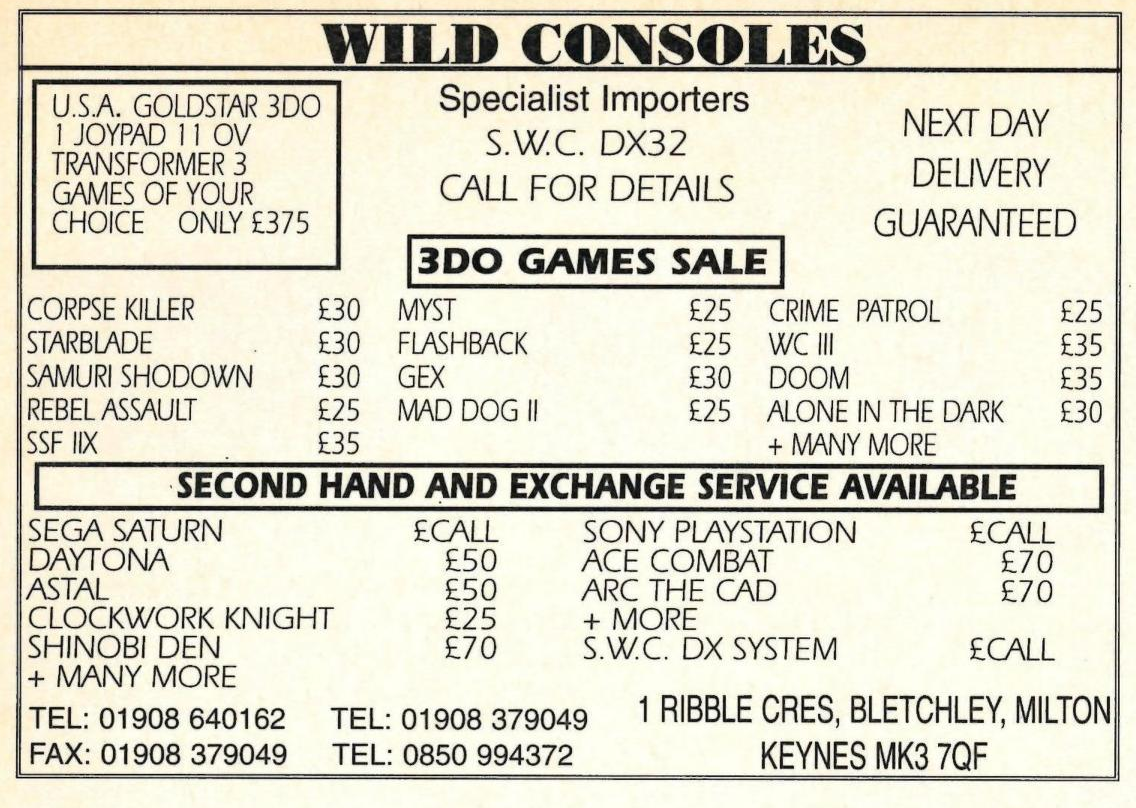 WILD CONSOLES
U.S.A. GOLDSTAR 3DO
1 JOYPAD 11 OV
TRANSFORMER 3
GAMES OF YOUR
CHOICE ONLY £375
Specialist Importers
S.W.C. DX32
CALL FOR DETAILS
NEXT DAY
DELIVERY
GUARANTEED
3DO GAMES SALE
CORPSE KILLER £30 MYST £25 CRIME PATROL £25
STARBLADE £30 FLASHBACK £25 WC III £35
SAMURI SHODOWN £30 GEX £30 DOOM £35
REBEL ASSAULT £25 MAD DOG II £25 ALONE IN THE DARK £30
SSF IIX £35 + MANY MORE
SECOND HAND AND EXCHANGE SERVICE AVAILABLE
SEGA SATURN £CALL SONY PLAYSTATION £CALL
DAYTONA £50 ACE COMBAT £70
ASTAL £50 ARC THE CAD £70
CLOCKWORK KNIGHT £25 + MORE
SHINOBI DEN £70 S.W.C. DX SYSTEM £CALL
+ MANY MORE
TEL: 01908 640162 TEL: 01908 379049
FAX: 01908 379049 TEL: 0850 994372
1 RIBBLE CRES, BLETCHLEY, MILTON
KEYNES MK3 7QF